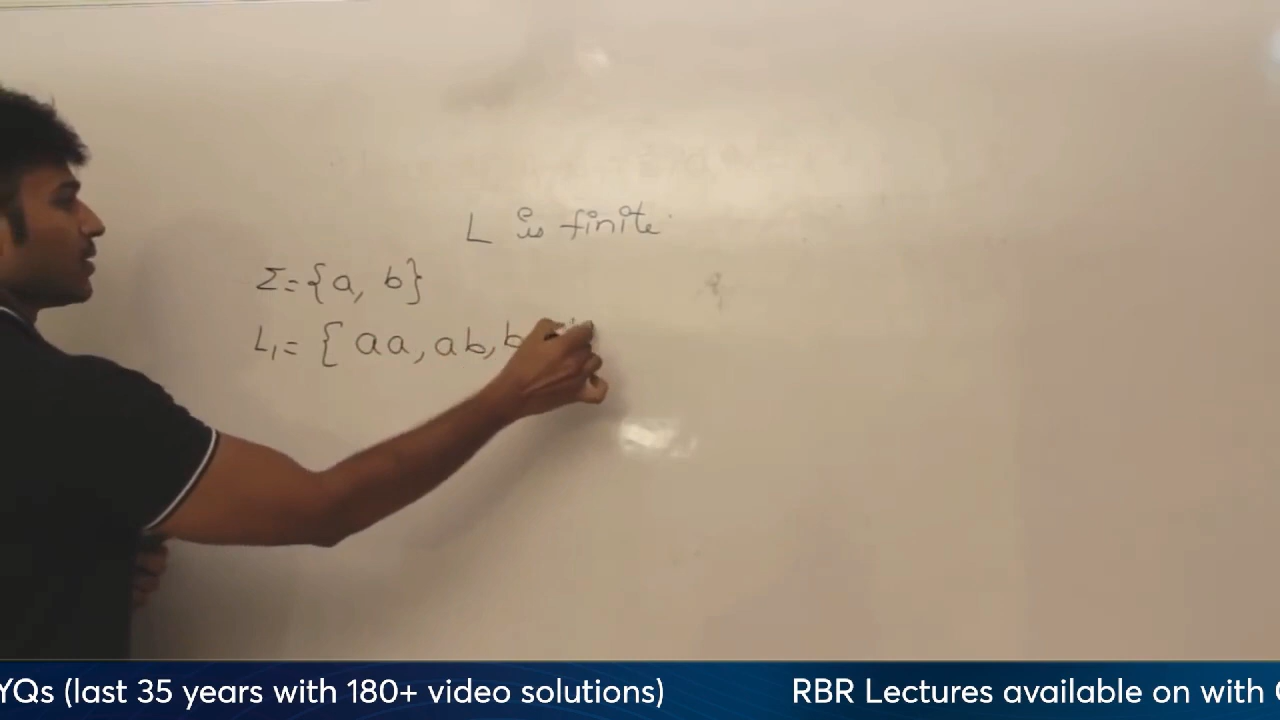 L is finite
Σ={a, b}
L₁= { aa, ab, b
YQs (last 35 years with 180+ video solutions) RBR Lectures available on with